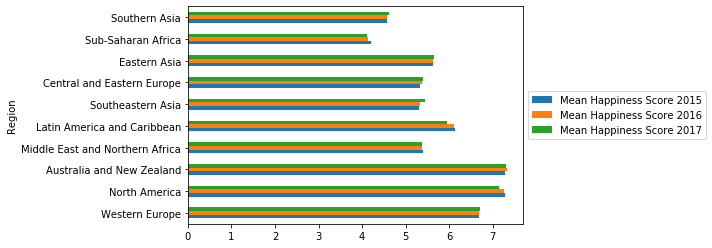 Region
Southern Asia
Sub-Saharan Africa
Eastern Asia
Central and Eastern Europe
Southeastern Asia
Latin America and Caribbean
Middle East and Northern Africa
Australia and New Zealand
North America
Western Europe
0 1 2 3 4 5 6 7
Mean Happiness Score 2015
Mean Happiness Score 2016
Mean Happiness Score 2017